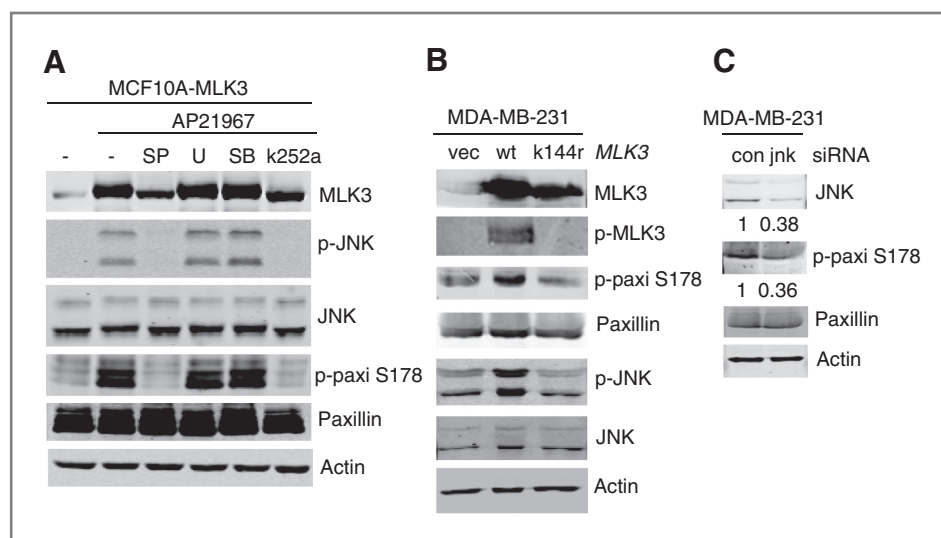 A
MCF10A-MLK3
AP21967
- - SP U SB k252a
MLK3
p-JNK
JNK
p-paxi S178
Paxillin
Actin
B
MDA-MB-231
vec wt k144r MLK3
MLK3
p-MLK3
p-paxi S178
Paxillin
p-JNK
JNK
Actin
C
MDA-MB-231
con jnk siRNA
JNK
1 0.38
p-paxi S178
1 0.36
Paxillin
Actin